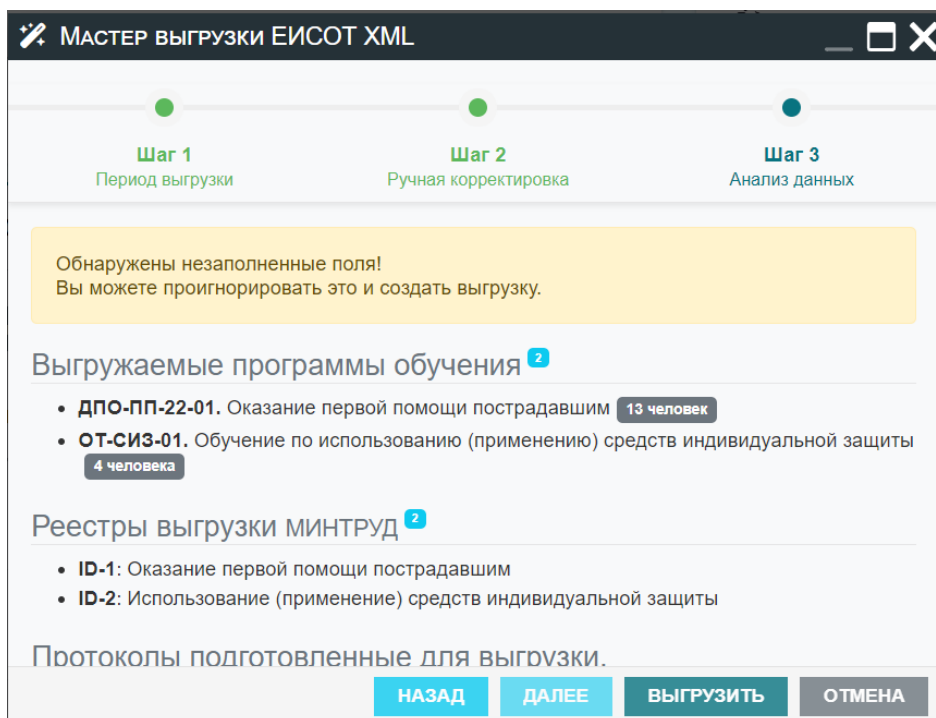 Мастер выгрузки ЕИСОТ XML
Шаг 1
Период выгрузки
Шаг 2
Ручная корректировка
Шаг 3
Анализ данных
Обнаружены незаполненные поля!
Вы можете проигнорировать это и создать выгрузку.
Выгружаемые программы обучения 2
• ДПО-ПП-22-01. Оказание первой помощи пострадавшим 13 человек
• ОТ-СИЗ-01. Обучение по использованию (применению) средств индивидуальной защиты
4 человека
Реестры выгрузки МИНТРУД 2
• ID-1: Оказание первой помощи пострадавшим
• ID-2: Использование (применение) средств индивидуальной защиты
Протоколы подготовленные для выгрузки.
НАЗАД
ДАЛЕЕ
ВЫГРУЗИТЬ
ОТМЕНА